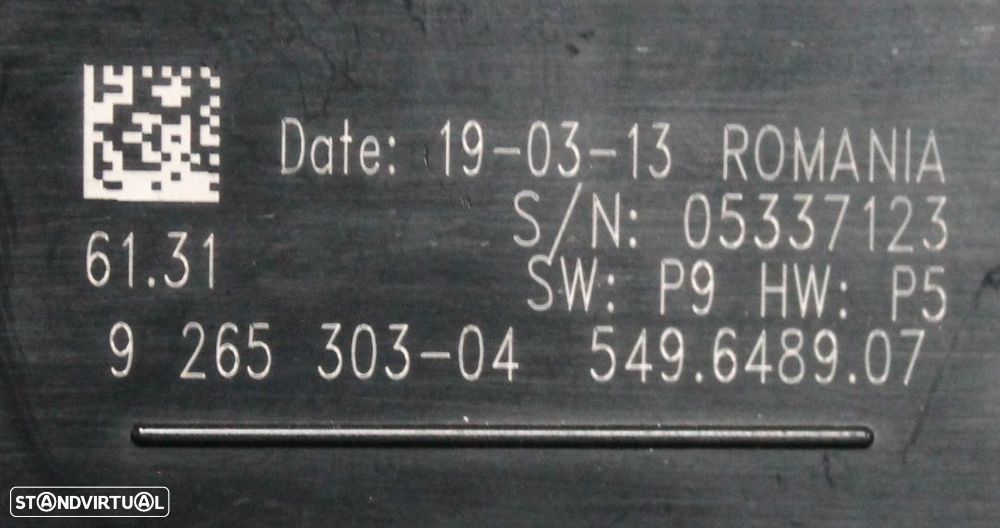 Date: 19-03-13 ROMANIA
S/N: 05337123
61.31
SW: P9 HW: P5
9 265 303-04 549.6489.07
STANDVIRTUAL